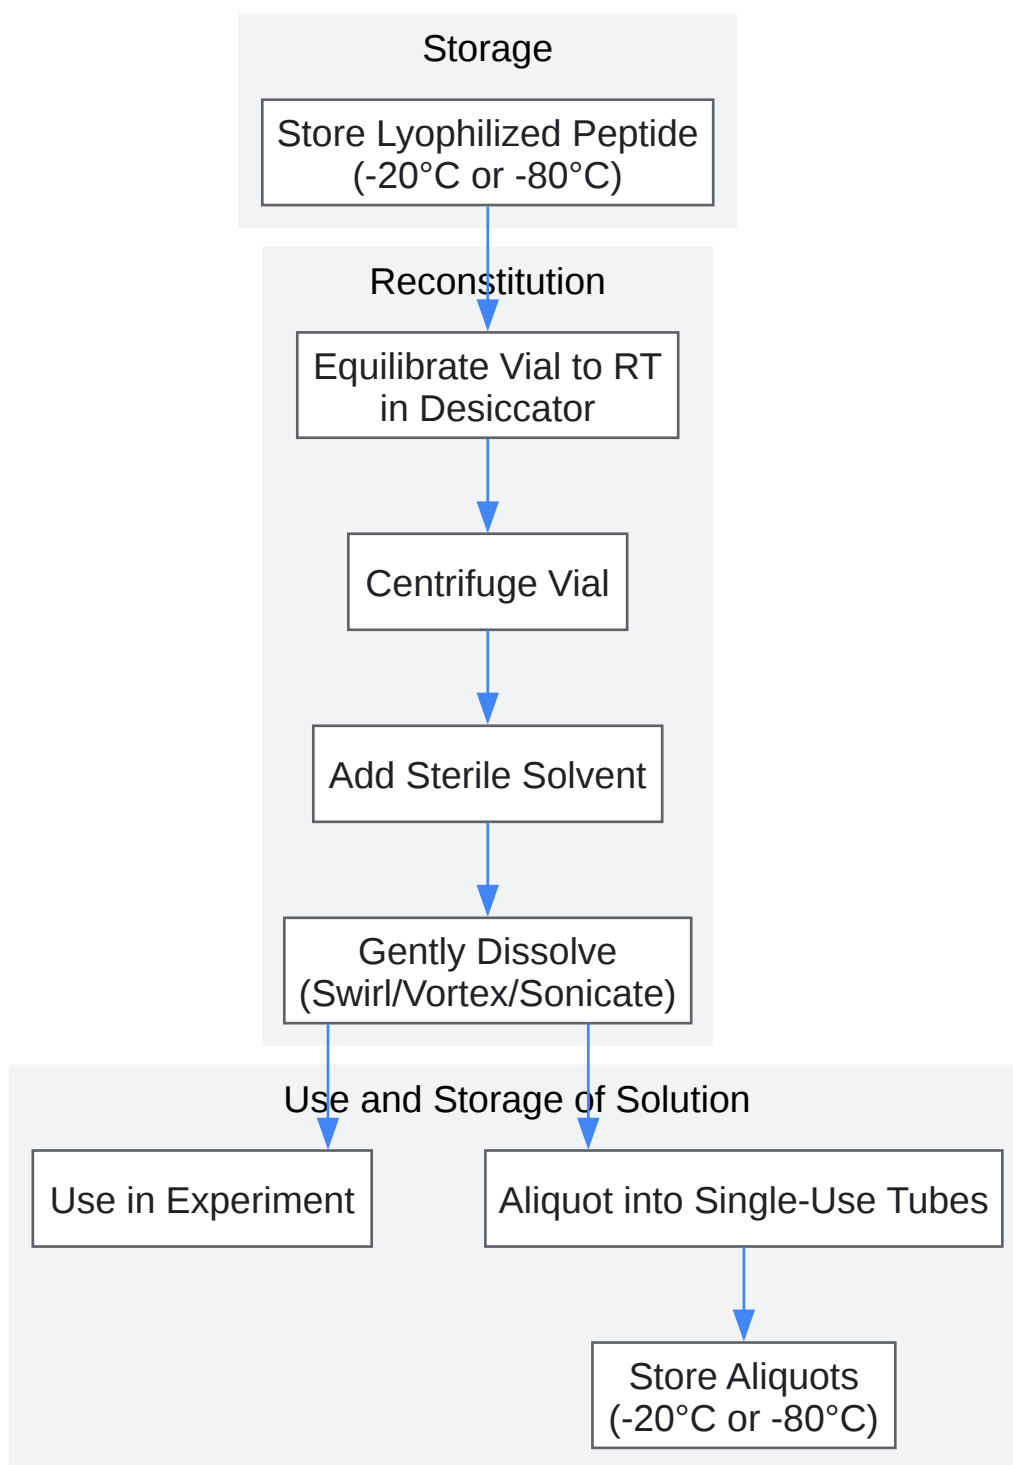 Storage
Store Lyophilized Peptide
(-20°C or -80°C)
Reconstitution
Equilibrate Vial to RT
in Desiccator
Centrifuge Vial
Add Sterile Solvent
Gently Dissolve
(Swirl/Vortex/Sonicate)
Use and Storage of Solution
Use in Experiment
Aliquot into Single-Use Tubes
Store Aliquots
(-20°C or -80°C)